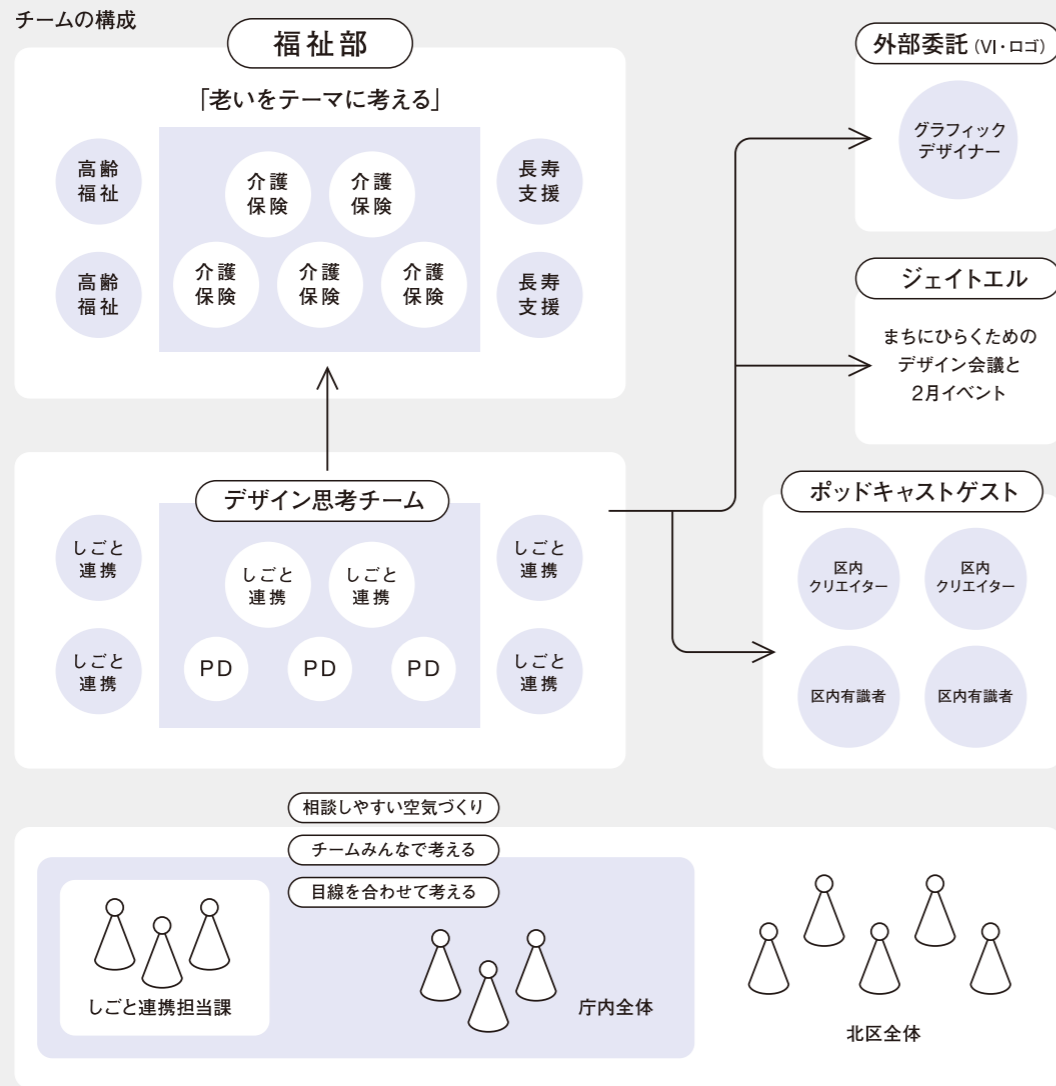 チームの構成
福祉部
「老いをテーマに考える」
高齢
福祉
介護
保険
介護
保険
長寿
支援
高齢
福祉
介護
保険
介護
保険
介護
保険
長寿
支援
デザイン思考チーム
しごと
連携
しごと
連携
しごと
連携
しごと
連携
しごと
連携
PD
PD
PD
しごと
連携
外部委託 (VI・ロゴ)
グラフィック
デザイナー
ジェイトエル
まちにひらくための
デザイン会議と
2月イベント
ポッドキャストゲスト
区内
クリエイター
区内
クリエイター
区内有識者
区内有識者
相談しやすい空気づくり
チームみんなで考える
目線を合わせて考える
しごと連携担当課
庁内全体
北区全体